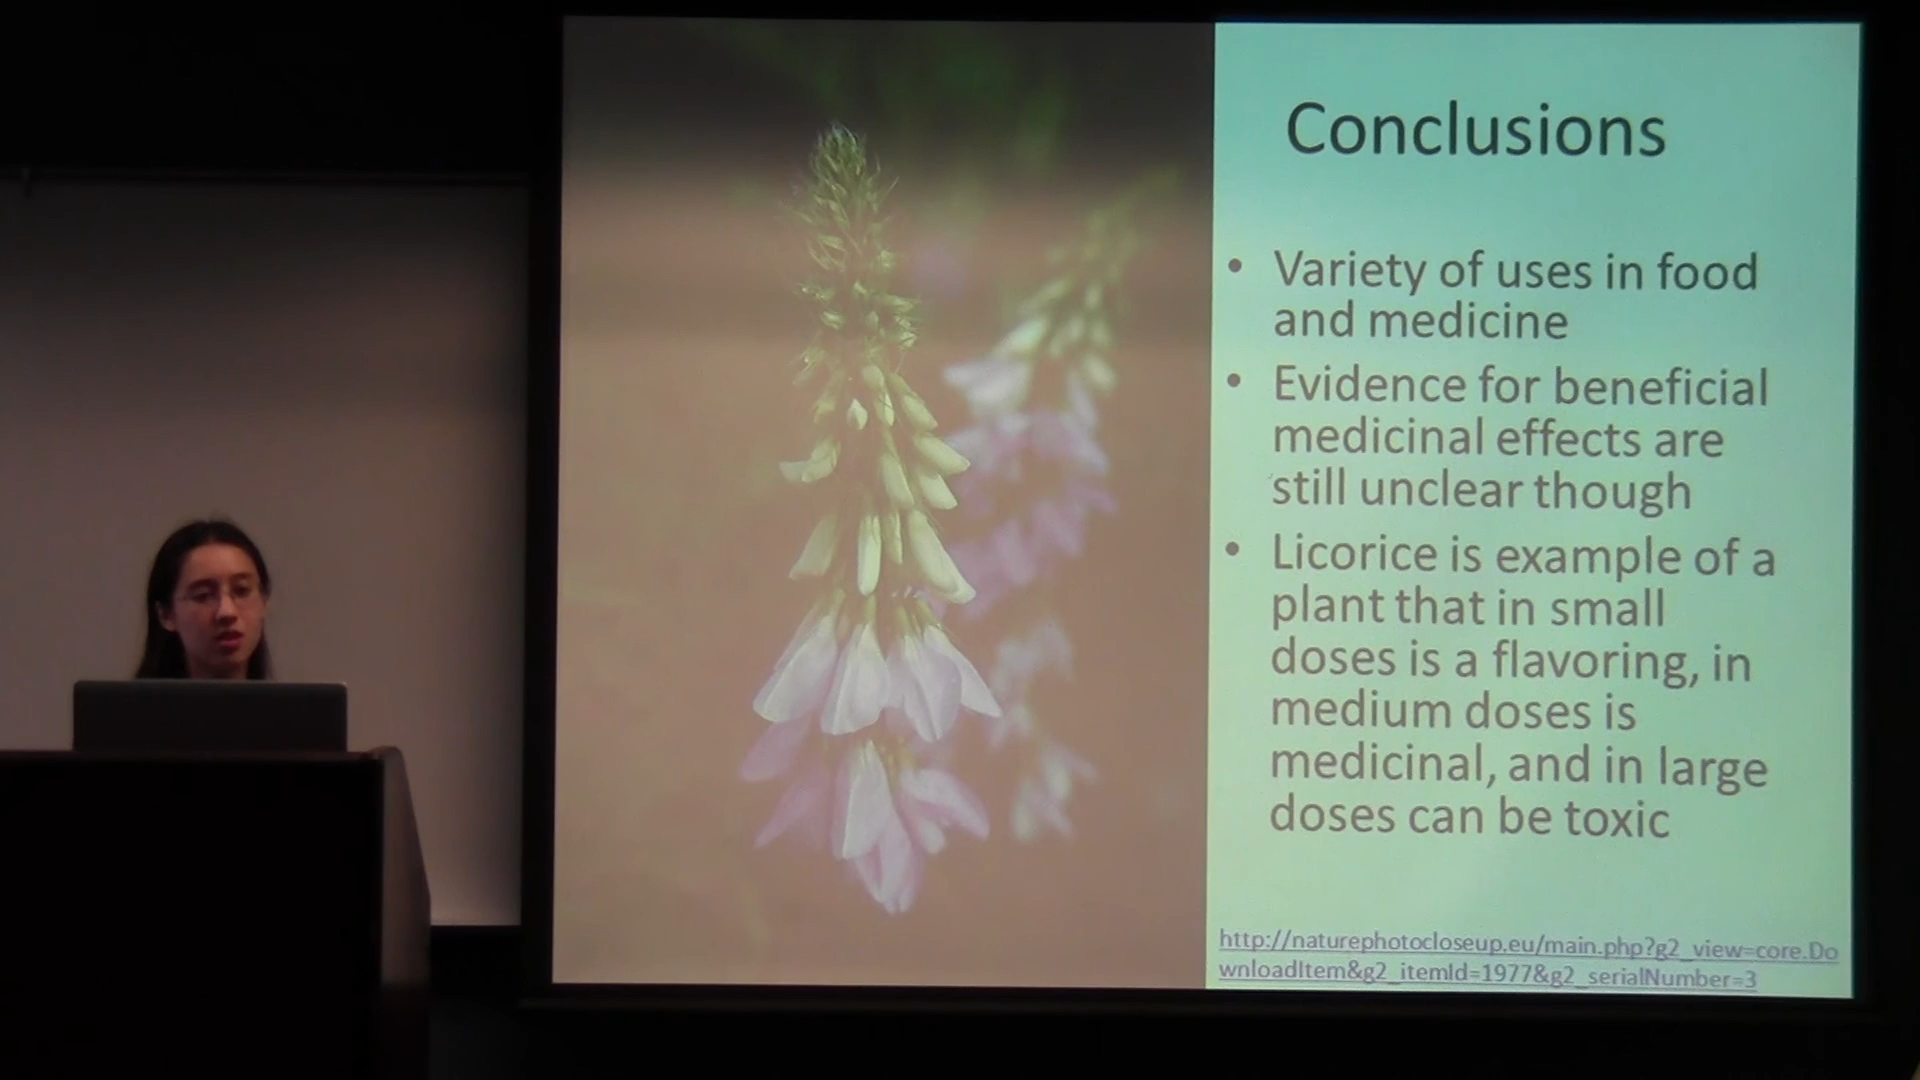 Conclusions
• Variety of uses in food
and medicine
• Evidence for beneficial
medicinal effects are
still unclear though
• Licorice is example of a
plant that in small
doses is a flavoring, in
medium doses is
medicinal, and in large
doses can be toxic
http://naturephotocloseup.eu/main.php?g2_view=core.Do
wnloadItem&g2_itemId=1977&g2_serialNumber=3